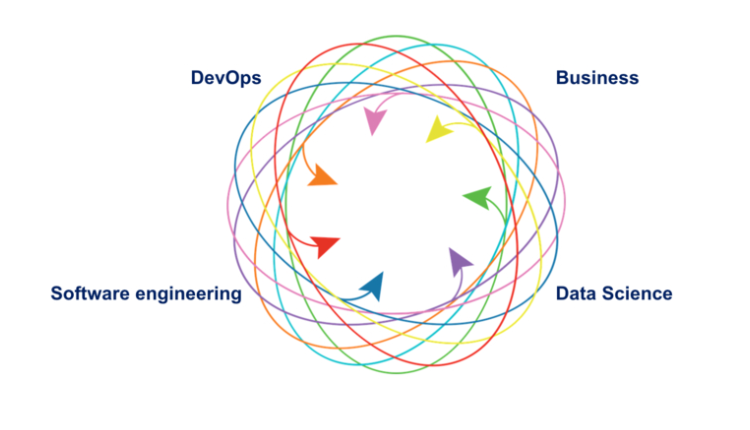 DevOps
Business
Software engineering
Data Science